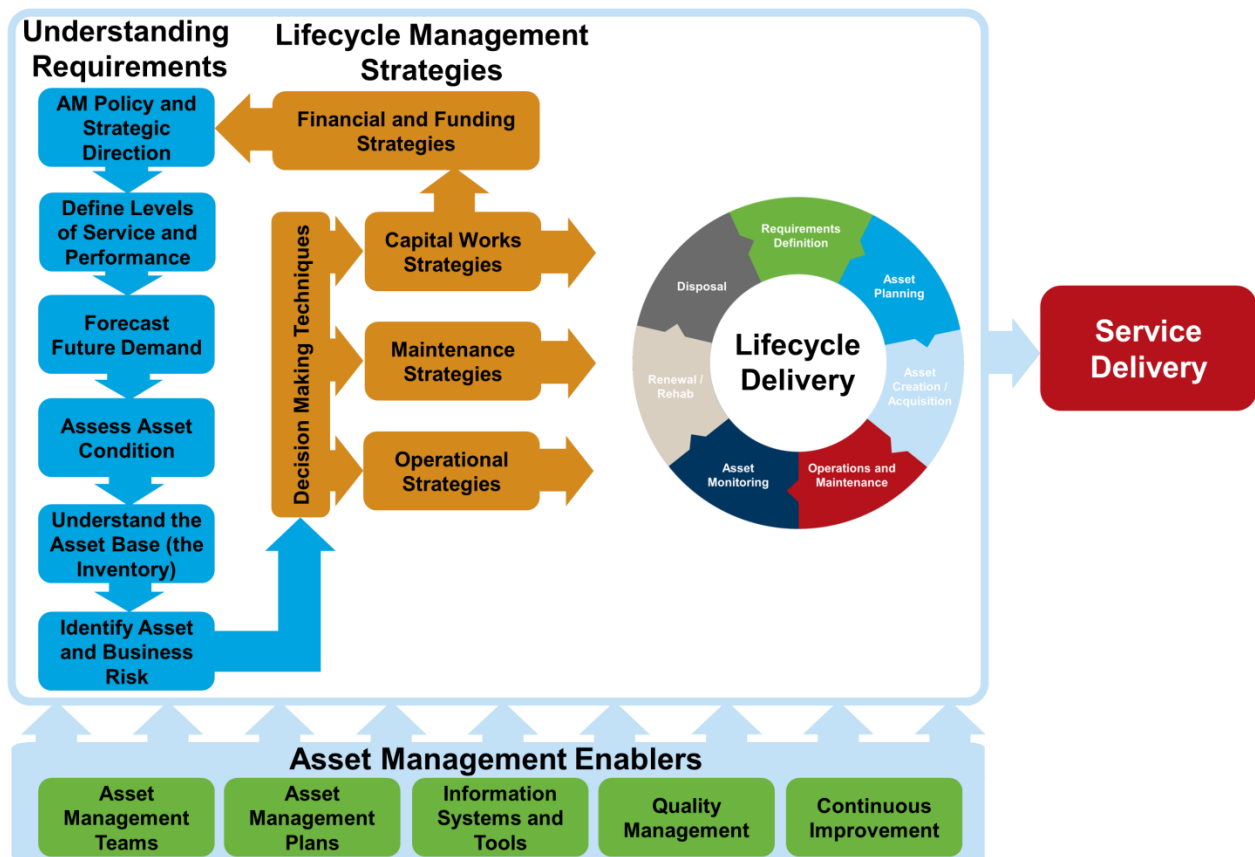 Understanding
Requirements
AM Policy and
Strategic
Direction
Define Levels
of Service and
Performance
Forecast
Future Demand
Assess Asset
Condition
Understand the
Asset Base (the
Inventory)
Identify Asset
and Business
Risk
Lifecycle Management
Strategies
Financial and Funding
Strategies
Decision Making Techniques
Capital Works
Strategies
Maintenance
Strategies
Operational
Strategies
Requirements
Definition
Asset
Planning
Asset
Creation /
Acquisition
Operations and
Maintenance
Asset
Monitoring
Renewal /
Rehab
Disposal
Lifecycle
Delivery
Service
Delivery
Asset Management Enablers
Asset
Management
Teams
Asset
Management
Plans
Information
Systems and
Tools
Quality
Management
Continuous
Improvement